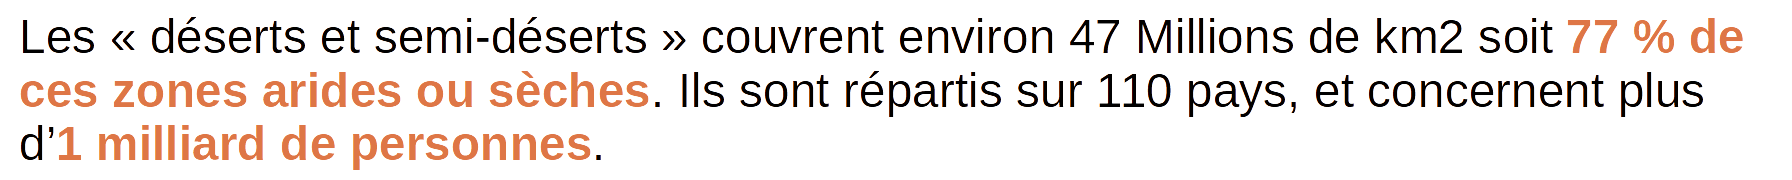 Les « déserts et semi-déserts » couvrent environ 47 Millions de km2 soit 77 % de
ces zones arides ou sèches. Ils sont répartis sur 110 pays, et concernent plus
d’1 milliard de personnes.